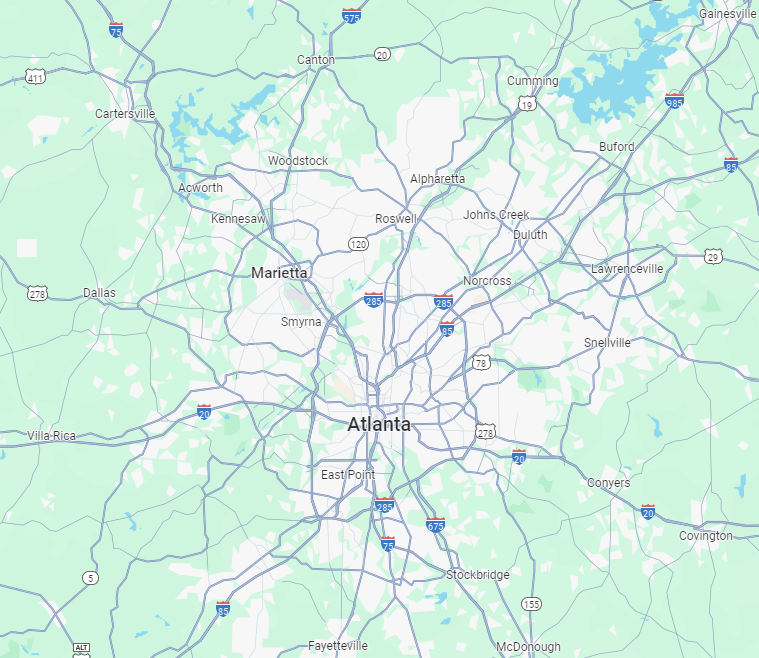 Gainesville
575
75
20
Canton
411
Cumming
19
985
Cartersville
Buford
85
Woodstock
Alpharetta
Acworth
Kennesaw
Roswell
Johns Creek
Duluth
120
29
Marietta
Lawrenceville
Norcross
278
Dallas
285
285
Smyrna
85
Snellville
78
20
Atlanta
Villa Rica
278
20
East Point
Conyers
285
20
675
Covington
75
5
Stockbridge
85
155
ALT
Fayetteville
McDonough